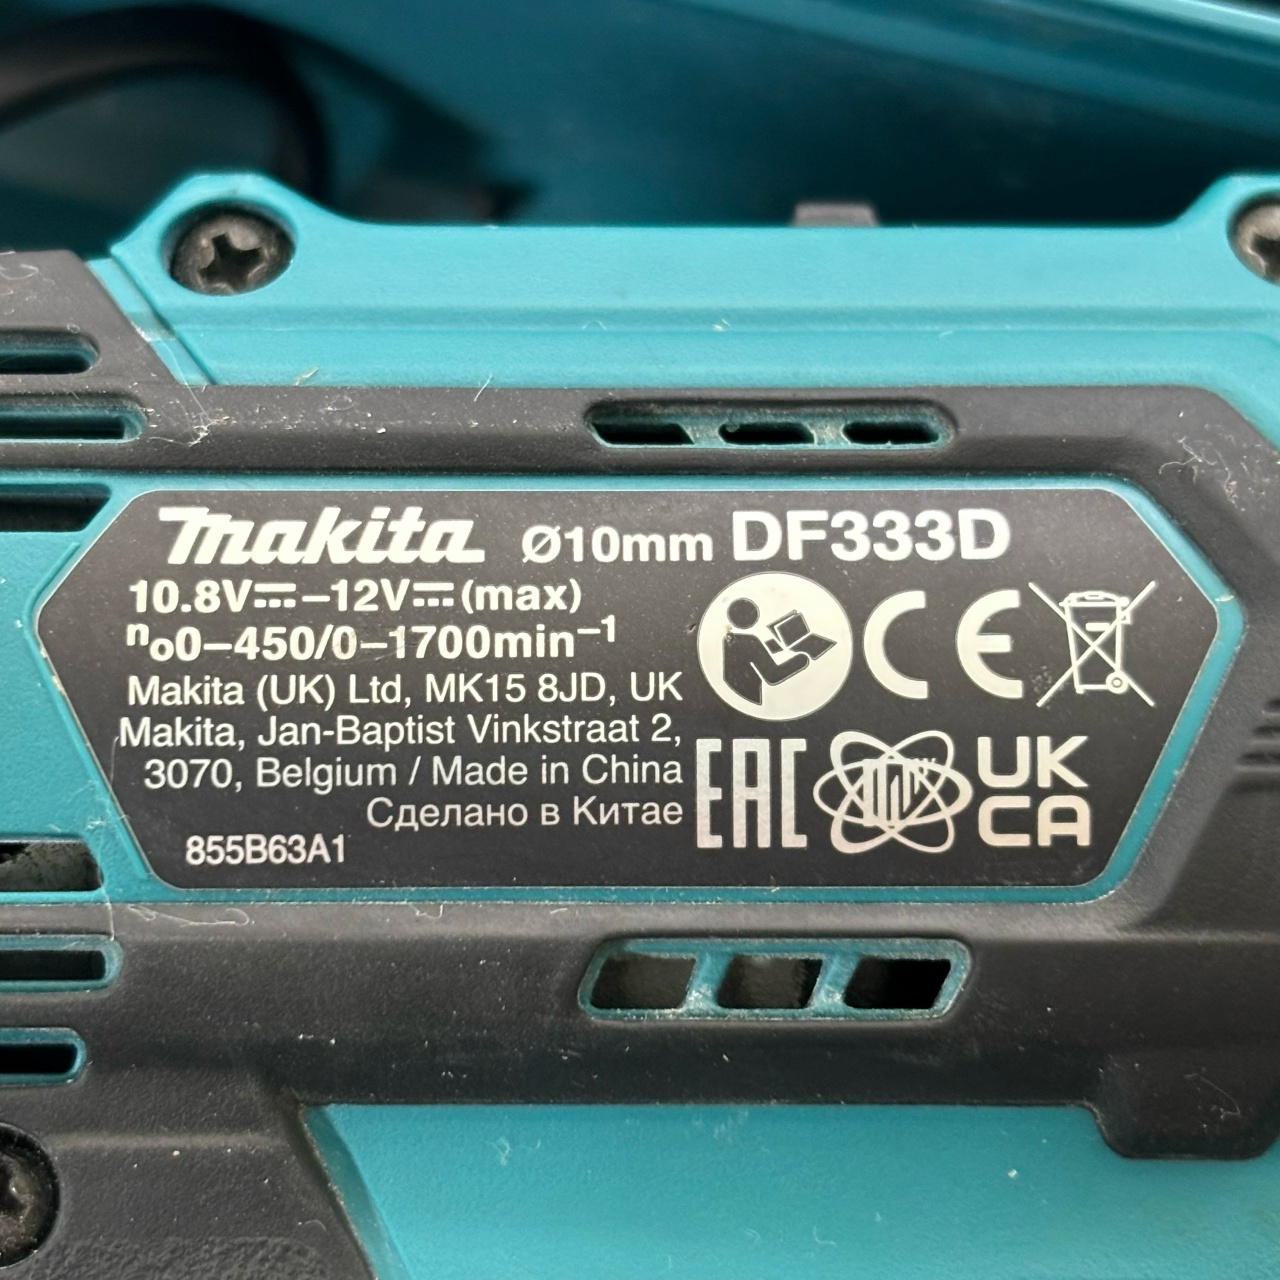 makita Ø10mm DF333D
10.8V⎓–12V⎓(max)
n₀0–450/0–1700min⁻¹
Makita (UK) Ltd, MK15 8JD, UK
Makita, Jan-Baptist Vinkstraat 2,
3070, Belgium / Made in China
Сделано в Китае
855B63A1
CE
EAC
UK
CA